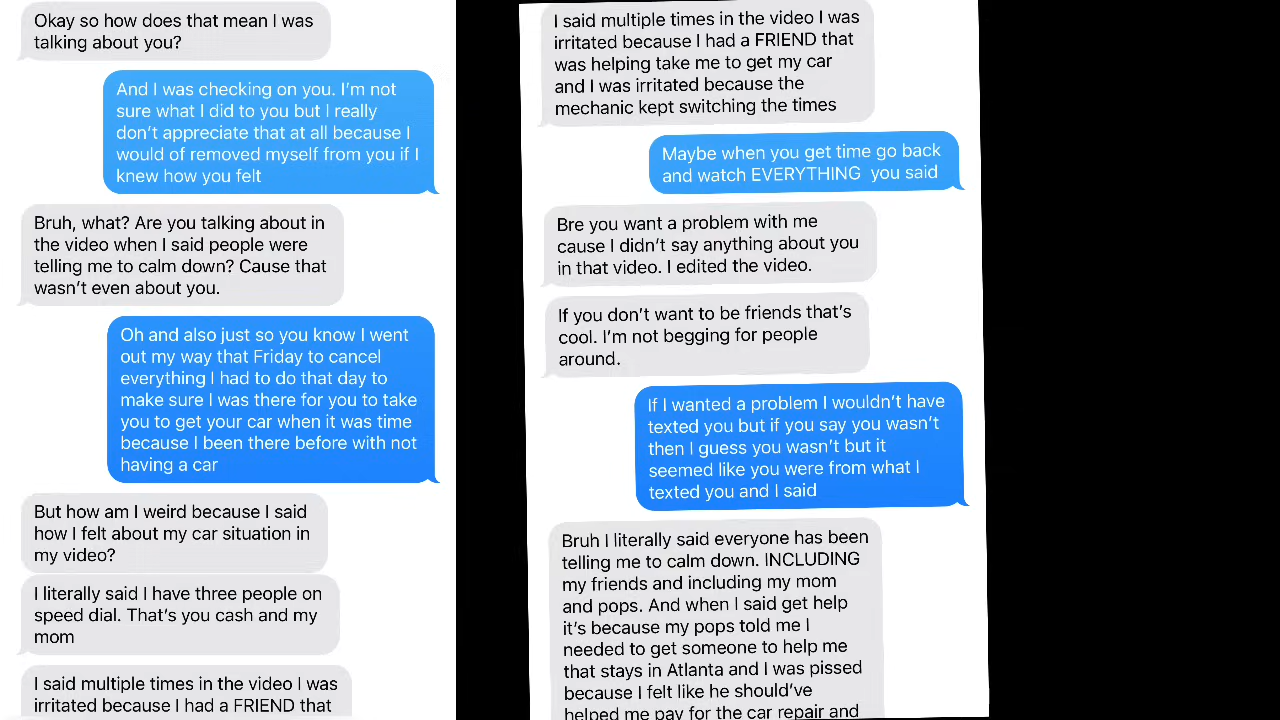 Okay so how does that mean I was
talking about you?
And I was checking on you. I'm not
sure what I did to you but I really
don't appreciate that at all because I
would of removed myself from you if I
knew how you felt
Bruh, what? Are you talking about in
the video when I said people were
telling me to calm down? Cause that
wasn't even about you.
Oh and also just so you know I went
out my way that Friday to cancel
everything I had to do that day to
make sure I was there for you to take
you to get your car when it was time
because I been there before with not
having a car
But how am I weird because I said
how I felt about my car situation in
my video?
I literally said I have three people on
speed dial. That's you cash and my
mom
I said multiple times in the video I was
irritated because I had a FRIEND that
I said multiple times in the video I was
irritated because I had a FRIEND that
was helping take me to get my car
and I was irritated because the
mechanic kept switching the times
Maybe when you get time go back
and watch EVERYTHING you said
Bre you want a problem with me
cause I didn't say anything about you
in that video. I edited the video.
If you don't want to be friends that's
cool. I'm not begging for people
around.
If I wanted a problem I wouldn't have
texted you but if you say you wasn't
then I guess you wasn't but it
seemed like you were from what I
texted you and I said
Bruh I literally said everyone has been
telling me to calm down. INCLUDING
my friends and including my mom
and pops. And when I said get help
it's because my pops told me I
needed to get someone to help me
that stays in Atlanta and I was pissed
because I felt like he should've
helped me pay for the car repair and